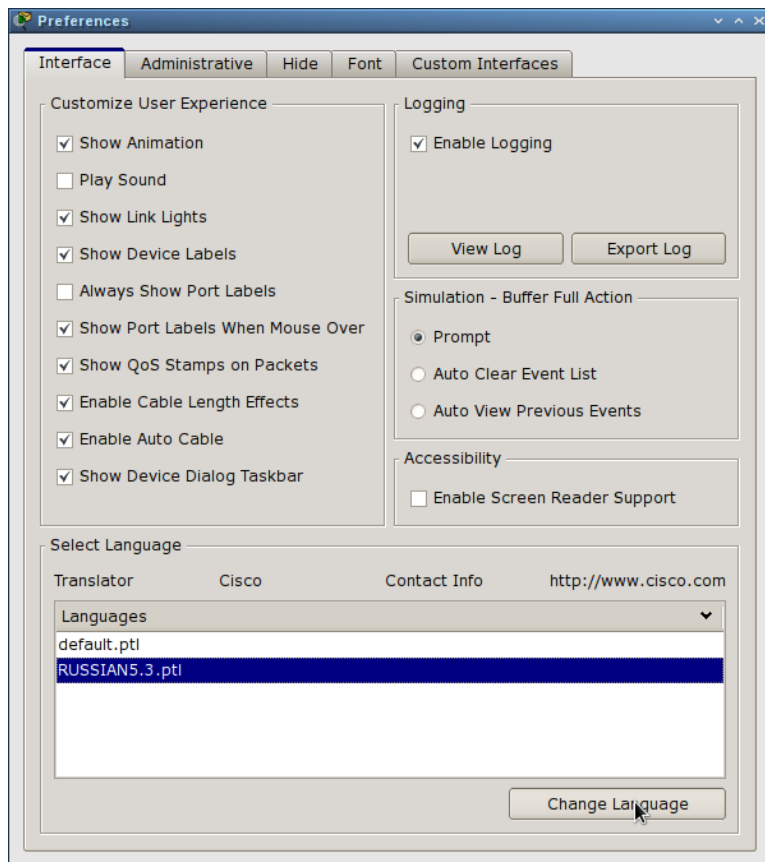 Preferences
Interface Administrative Hide Font Custom Interfaces
Customize User Experience
Show Animation
Play Sound
Show Link Lights
Show Device Labels
Always Show Port Labels
Show Port Labels When Mouse Over
Show QoS Stamps on Packets
Enable Cable Length Effects
Enable Auto Cable
Show Device Dialog Taskbar
Logging
Enable Logging
View Log Export Log
Simulation - Buffer Full Action
Prompt
Auto Clear Event List
Auto View Previous Events
Accessibility
Enable Screen Reader Support
Select Language
Translator Cisco Contact Info http://www.cisco.com
Languages
default.ptl
RUSSIAN5.3.ptl
Change Language